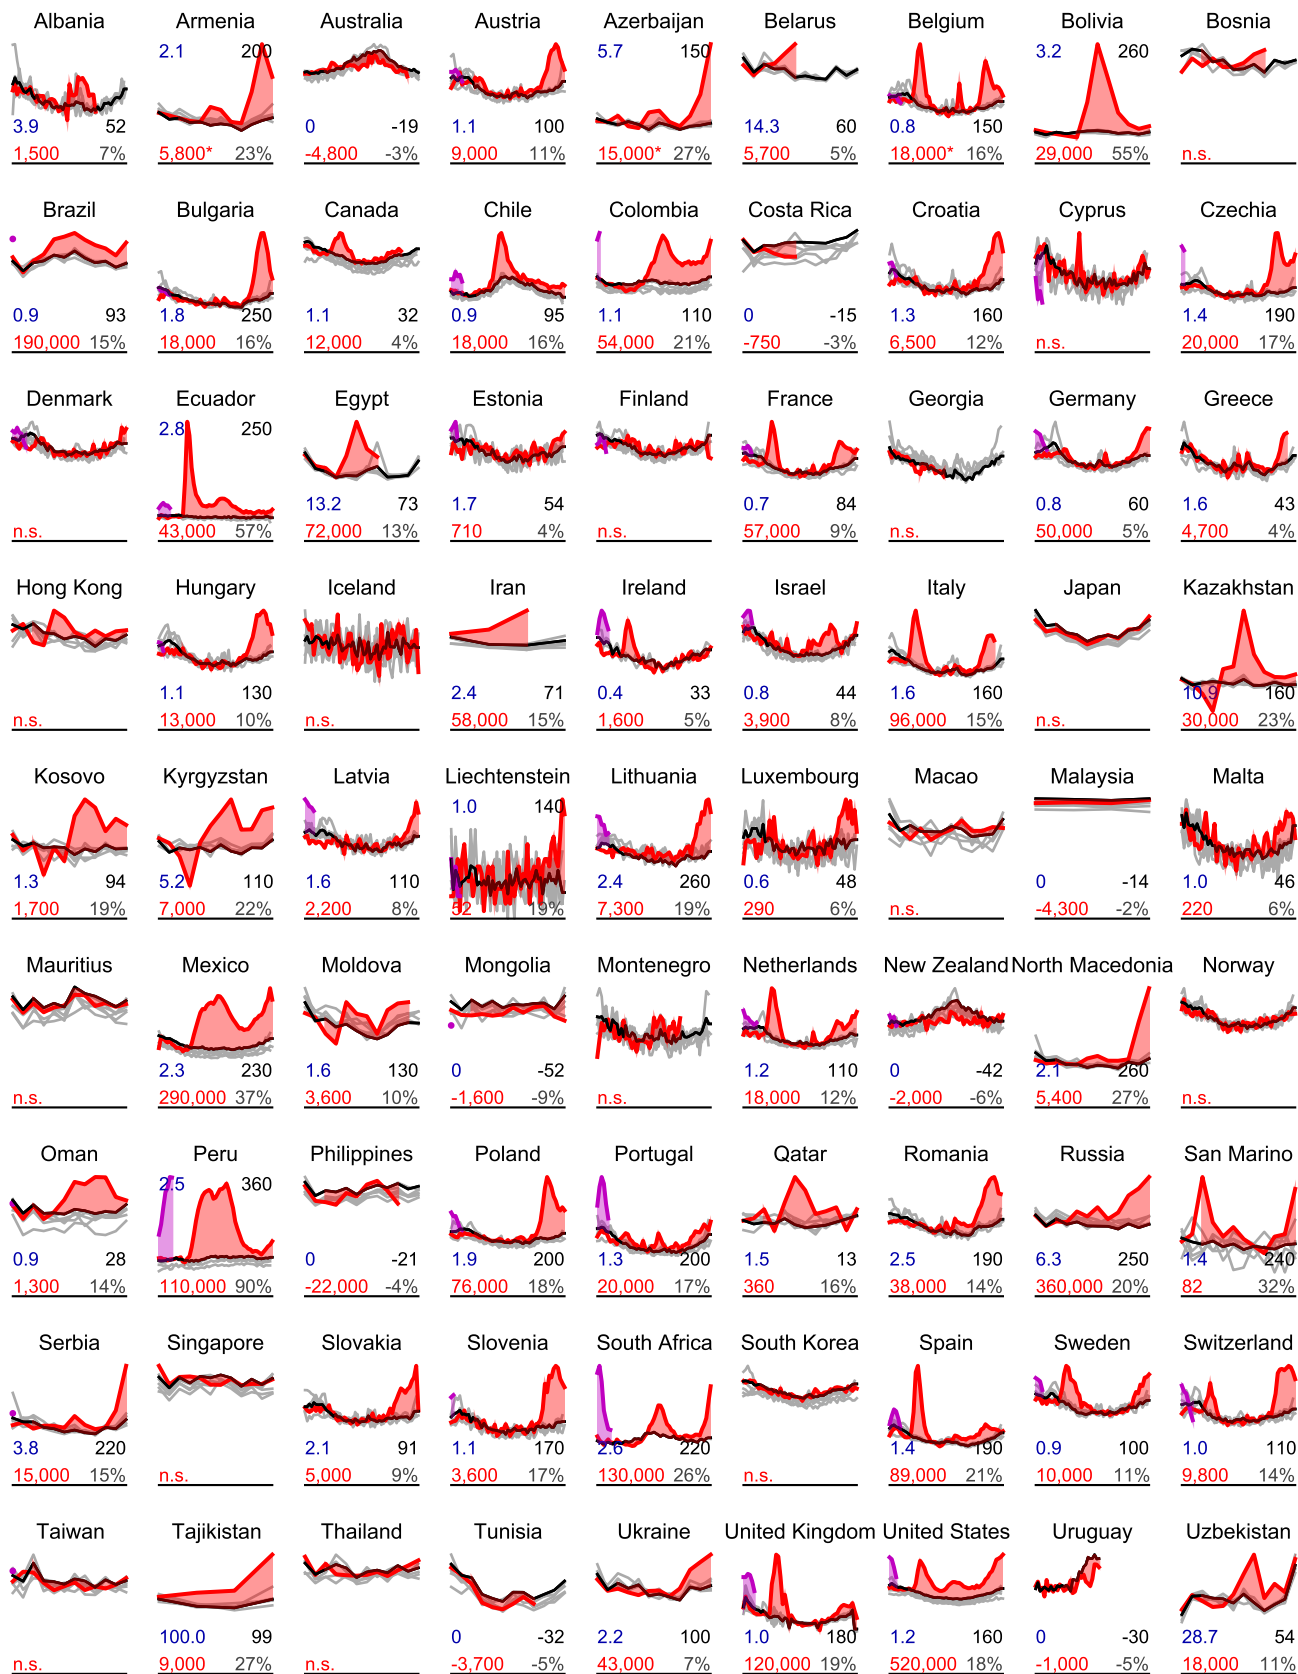 Albania Armenia Australia Austria Azerbaijan Belarus Belgium Bolivia Bosnia
2.1 200 5.7 150 3.2 260
3.9 52 0 -19 1.1 100 14.3 60 0.8 150
1,500 7% 5,800* 23% -4,800 -3% 9,000 11% 15,000* 27% 5,700 5% 18,000* 16% 29,000 55% n.s.
Brazil Bulgaria Canada Chile Colombia Costa Rica Croatia Cyprus Czechia
0.9 93 1.8 250 1.1 32 0.9 95 1.1 110 0 -15 1.3 160 1.4 190
190,000 15% 18,000 16% 12,000 4% 18,000 16% 54,000 21% -750 -3% 6,500 12% n.s. 20,000 17%
Denmark Ecuador Egypt Estonia Finland France Georgia Germany Greece
2.8 250
13.2 73 1.7 54 0.7 84 0.8 60 1.6 43
n.s. 43,000 57% 72,000 13% 710 4% n.s. 57,000 9% n.s. 50,000 5% 4,700 4%
Hong Kong Hungary Iceland Iran Ireland Israel Italy Japan Kazakhstan
1.1 130 2.4 71 0.4 33 0.8 44 1.6 160 10.9 160
n.s. 13,000 10% n.s. 58,000 15% 1,600 5% 3,900 8% 96,000 15% n.s. 30,000 23%
Kosovo Kyrgyzstan Latvia Liechtenstein Lithuania Luxembourg Macao Malaysia Malta
1.0 140
1.3 94 5.2 110 1.6 110 2.4 260 0.6 48 0 -14 1.0 46
1,700 19% 7,000 22% 2,200 8% 52 19% 7,300 19% 290 6% n.s. -4,300 -2% 220 6%
Mauritius Mexico Moldova Mongolia Montenegro Netherlands New Zealand North Macedonia Norway
2.3 230 1.6 130 0 -52 1.2 110 0 -42 2.1 260
n.s. 290,000 37% 3,600 10% -1,600 -9% n.s. 18,000 12% -2,000 -6% 5,400 27% n.s.
Oman Peru Philippines Poland Portugal Qatar Romania Russia San Marino
2.5 360
0.9 28 0 -21 1.9 200 1.3 200 1.5 13 2.5 190 6.3 250 1.4 240
1,300 14% 110,000 90% -22,000 -4% 76,000 18% 20,000 17% 360 16% 38,000 14% 360,000 20% 82 32%
Serbia Singapore Slovakia Slovenia South Africa South Korea Spain Sweden Switzerland
3.8 220 2.1 91 1.1 170 2.6 220 1.4 190 0.9 100 1.0 110
15,000 15% n.s. 5,000 9% 3,600 17% 130,000 26% n.s. 89,000 21% 10,000 11% 9,800 14%
Taiwan Tajikistan Thailand Tunisia Ukraine United Kingdom United States Uruguay Uzbekistan
100.0 99 0 -32 2.2 100 1.0 180 1.2 160 0 -30 28.7 54
n.s. 9,000 27% n.s. -3,700 -5% 43,000 7% 120,000 19% 520,000 18% -1,000 -5% 18,000 11%